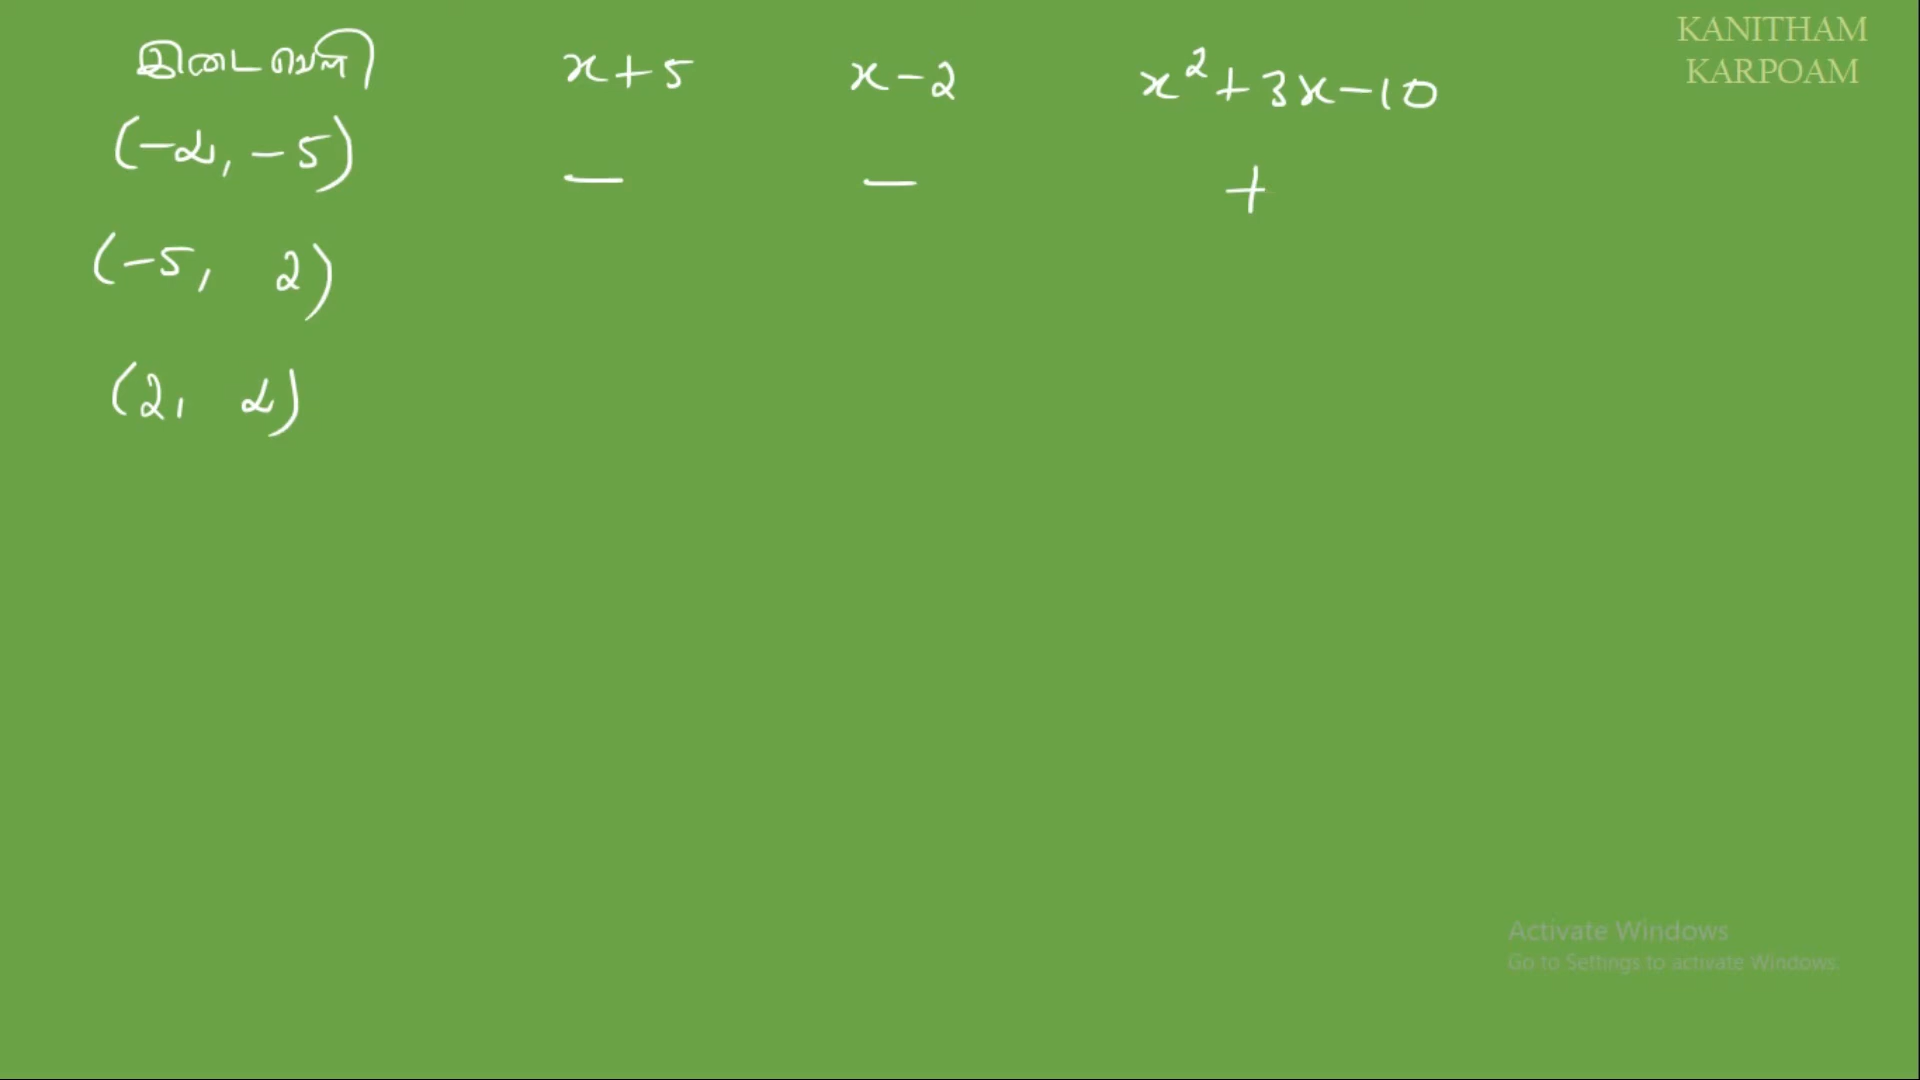 இடைவெளி x+5 x-2 x²+3x-10
(-α, -5) - - +
(-5, 2)
(2, α)
KANITHAM
KARPOAM
Activate Windows
Go to Settings to activate Windows.